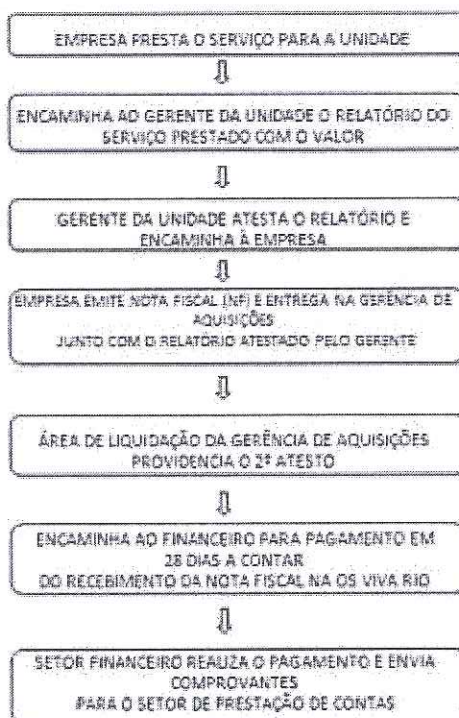 EMPRESA PRESTA O SERVIÇO PARA A UNIDADE
ENCAMINHA AO GERENTE DA UNIDADE O RELATÓRIO DO
SERVIÇO PRESTADO COM O VALOR
GERENTE DA UNIDADE ATESTA O RELATÓRIO E
ENCAMINHA À EMPRESA
EMPRESA EMITE NOTA FISCAL (NF) E ENTREGA NA GERÊNCIA DE
AQUISIÇÕES
JUNTO COM O RELATÓRIO ATESTADO PELO GERENTE
ÁREA DE LIQUIDAÇÃO DA GERÊNCIA DE AQUISIÇÕES
PROVIDENCIA O 2º ATESTO
ENCAMINHA AO FINANCEIRO PARA PAGAMENTO EM
28 DIAS A CONTAR
DO RECEBIMENTO DA NOTA FISCAL NA OS VIVA RIO
SETOR FINANCEIRO REALIZA O PAGAMENTO E ENVIA
COMPROVANTES
PARA O SETOR DE PRESTAÇÃO DE CONTAS